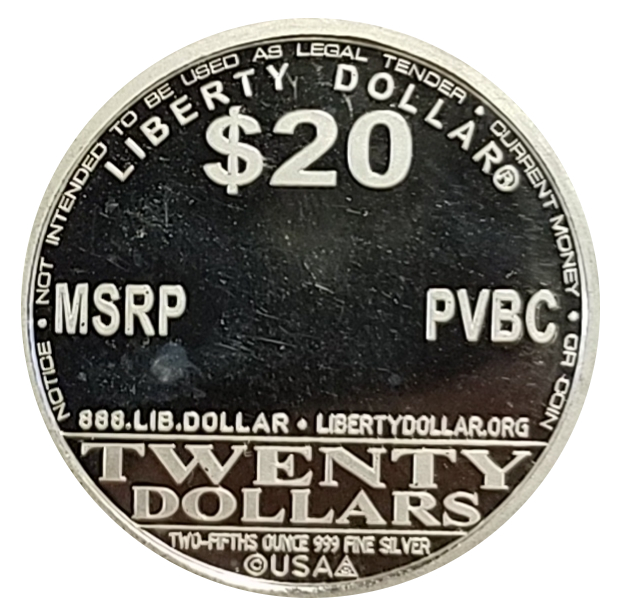 NOTICE • NOT INTENDED TO BE USED AS LEGAL TENDER • CURRENT MONEY • OR COIN
LIBERTY DOLLAR®
$20
MSRP
PVBC
888.LIB.DOLLAR • LIBERTYDOLLAR.ORG
TWENTY
DOLLARS
TWO-FIFTHS OUNCE 999 FINE SILVER
©USA